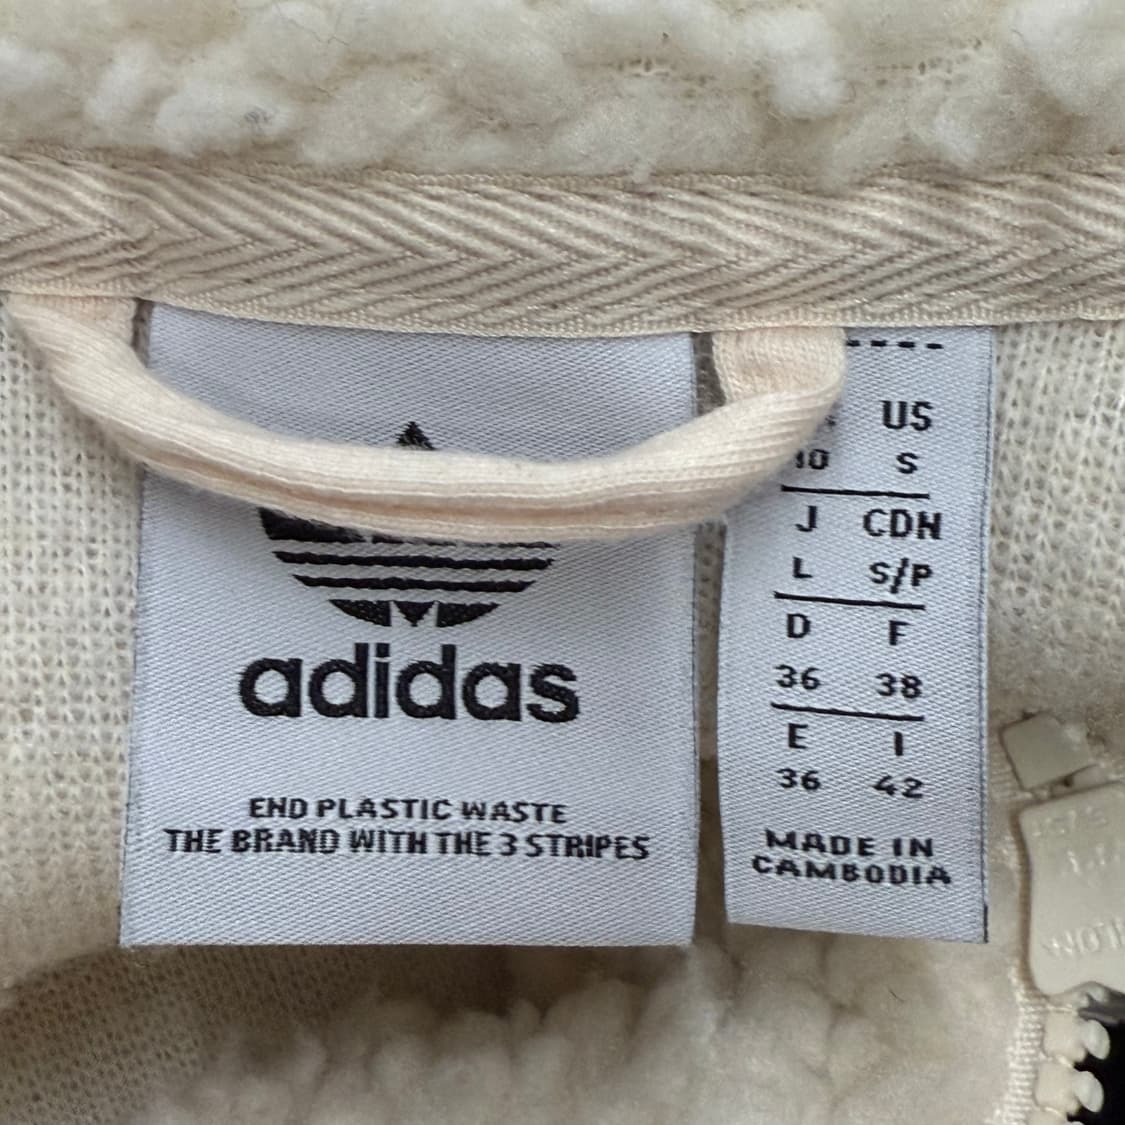 adidas
END PLASTIC WASTE
THE BRAND WITH THE 3 STRIPES
US
10 S
J CDN
L S/P
D F
36 38
E I
36 42
MADE IN
CAMBODIA